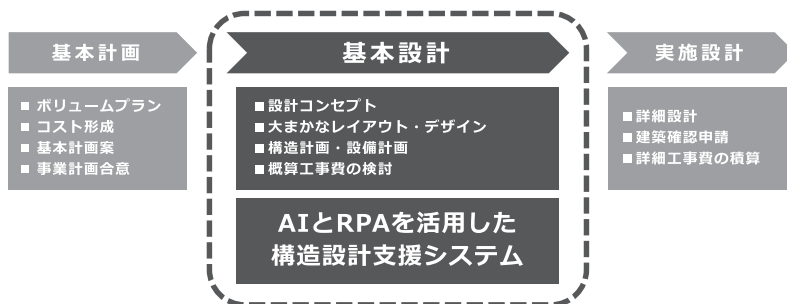 基本計画
■ ボリュームプラン
■ コスト形成
■ 基本計画案
■ 事業計画合意
基本設計
■設計コンセプト
■大まかなレイアウト・デザイン
■構造計画・設備計画
■概算工事費の検討
AIとRPAを活用した
構造設計支援システム
実施設計
■詳細設計
■建築確認申請
■詳細工事費の積算